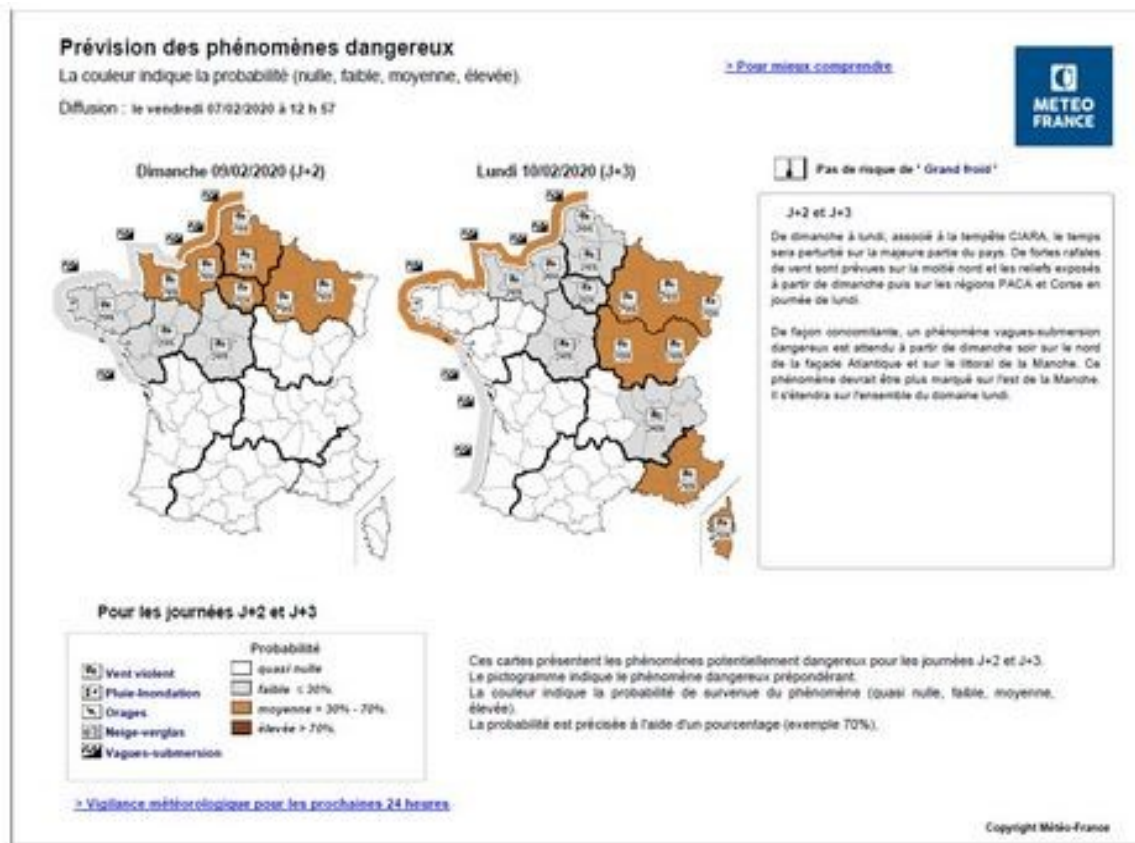 Prévision des phénomènes dangereux
La couleur indique la probabilité (nulle, faible, moyenne, élevée).
> Pour mieux comprendre
Diffusion : le vendredi 07/02/2020 à 12 h 57
METEO
FRANCE
Dimanche 09/02/2020 (J+2)
Lundi 10/02/2020 (J+3)
Pas de risque de ' Grand froid '
J+2 et J+3
De dimanche à lundi, associé à la tempête CIARA, le temps
sera perturbé sur la majeure partie du pays. De fortes rafales
de vent sont prévues sur la moitié nord et les reliefs exposés
à partir de dimanche puis sur les régions PACA et Corse en
journée de lundi.
De façon concomitante, un phénomène vagues-submersion
dangereux est attendu à partir de dimanche soir sur le nord
de la façade Atlantique et sur le littoral de la Manche. Ce
phénomène devrait être plus marqué sur l'est de la Manche.
Il s'étendra sur l'ensemble du domaine lundi.
Pour les journées J+2 et J+3
Probabilité
Vent violent
quasi nulle
Pluie-Inondation
faible ≤ 30%
Orages
moyenne > 30% - 70%
Neige-verglas
élevée > 70%
Vagues-submersion
Ces cartes présentent les phénomènes potentiellement dangereux pour les journées J+2 et J+3.
Le pictogramme indique le phénomène dangereux prépondérant.
La couleur indique la probabilité de survenue du phénomène (quasi nulle, faible, moyenne,
élevée).
La probabilité est précisée à l'aide d'un pourcentage (exemple 70%).
> Vigilance météorologique pour les prochaines 24 heures
Copyright Météo-France